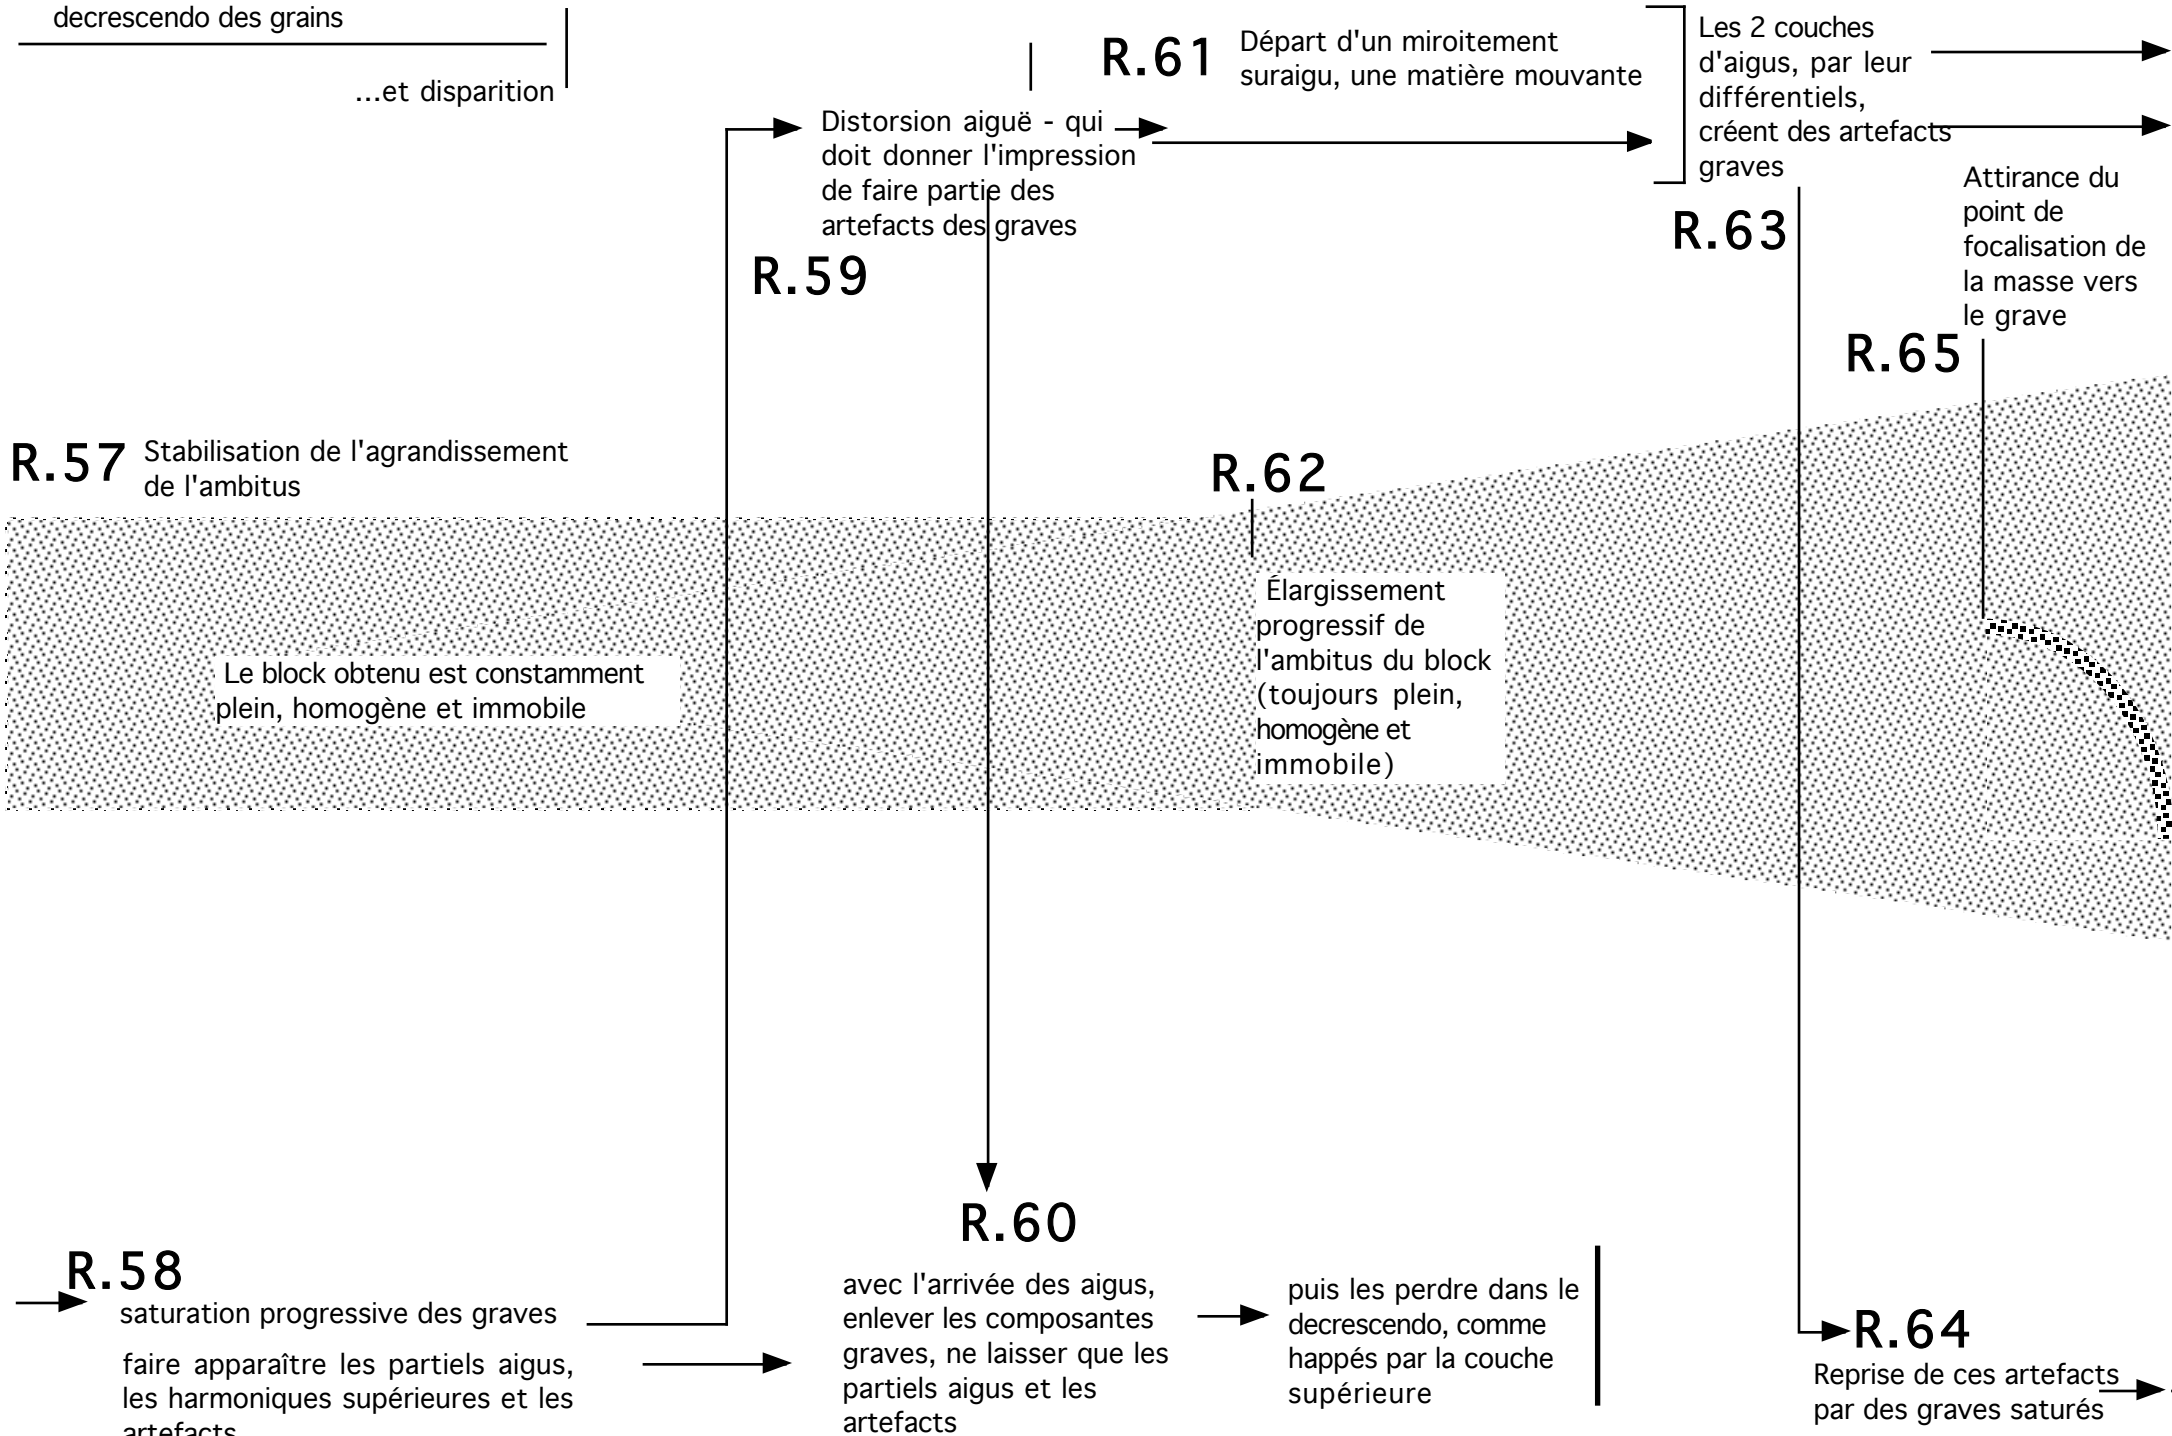 decrescendo des grains
...et disparition
R.61
Départ d'un miroitement
suraigu, une matière mouvante
Les 2 couches
d'aigus, par leur
différentiels,
créent des artefacts
graves
Distorsion aiguë - qui
doit donner l'impression
de faire partie des
artefacts des graves
R.59
R.63
Attirance du
point de
focalisation de
la masse vers
le grave
R.65
R.57
Stabilisation de l'agrandissement
de l'ambitus
R.62
Élargissement
progressif de
l'ambitus du block
(toujours plein,
homogène et
immobile)
Le block obtenu est constamment
plein, homogène et immobile
R.58
saturation progressive des graves
faire apparaître les partiels aigus,
les harmoniques supérieures et les
artefacts
R.60
avec l'arrivée des aigus,
enlever les composantes
graves, ne laisser que les
partiels aigus et les
artefacts
puis les perdre dans le
decrescendo, comme
happés par la couche
supérieure
R.64
Reprise de ces artefacts
par des graves saturés